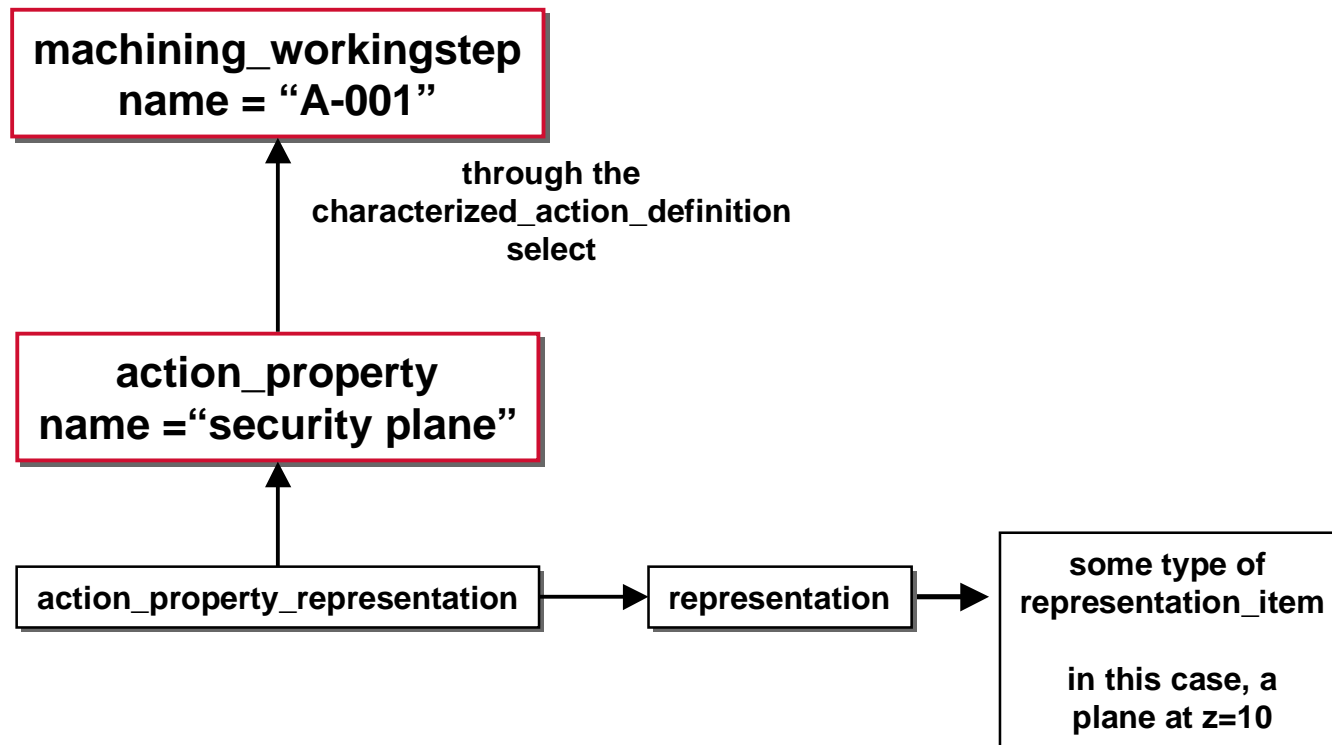 machining_workingstep
name = “A-001”
through the
characterized_action_definition
select
action_property
name =“security plane”
action_property_representation
representation
some type of
representation_item
in this case, a
plane at z=10